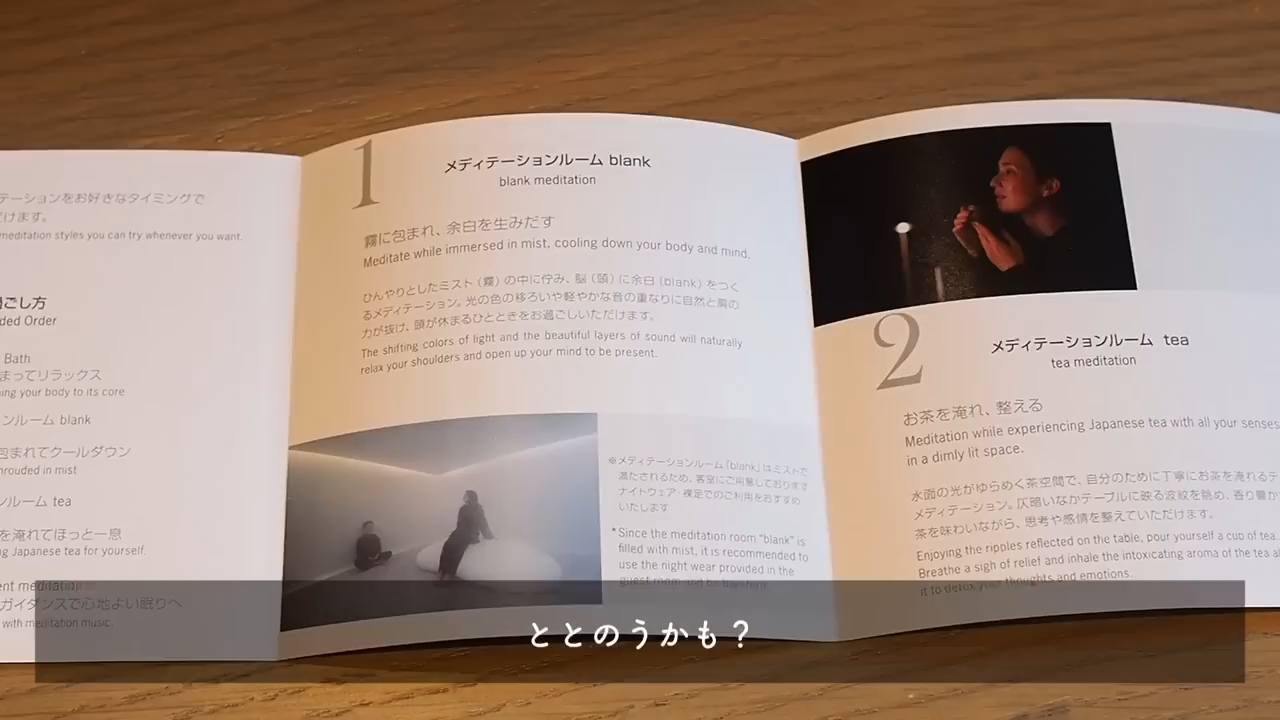 テーションをお好きなタイミングで
だけます。
meditation styles you can try whenever you want.
過ごし方
ded Order
Bath
まってリラックス
ing your body to its core
ンルーム blank
包まれてクールダウン
hrouded in mist
ンルーム tea
を淹れてほっと一息
ng Japanese tea for yourself.
ent meditation
ガイダンスで心地よい眠りへ
with meditation music.
1
メディテーションルーム blank
blank meditation
霧に包まれ、余白を生みだす
Meditate while immersed in mist, cooling down your body and mind.
ひんやりとしたミスト（霧）の中に佇み、脳（頭）に余白（blank）をつく
るメディテーション。光の色の移ろいや軽やかな音の重なりに自然と肩の
力が抜け、頭が休まるひとときをお過ごしいただけます。
The shifting colors of light and the beautiful layers of sound will naturally
relax your shoulders and open up your mind to be present.
※メディテーションルーム「blank」はミストで
満たされるため、客室にご用意しております
ナイトウェア・裸足でのご利用をおすすめ
いたします
*Since the meditation room "blank" is
filled with mist, it is recommended to
use the night wear provided in the
guest room and be barefoot.
2
メディテーションルーム tea
tea meditation
お茶を淹れ、整える
Meditation while experiencing Japanese tea with all your senses
in a dimly lit space.
水面の光がゆらめく茶空間で、自分のために丁寧にお茶を淹れるテ
メディテーション。仄暗いなかテーブルに映る波紋を眺め、香り豊か
茶を味わいながら、思考や感情を整えていただけます。
Enjoying the ripples reflected on the table, pour yourself a cup of tea.
Breathe a sigh of relief and inhale the intoxicating aroma of the tea a
it to detox your thoughts and emotions.
ととのうかも？